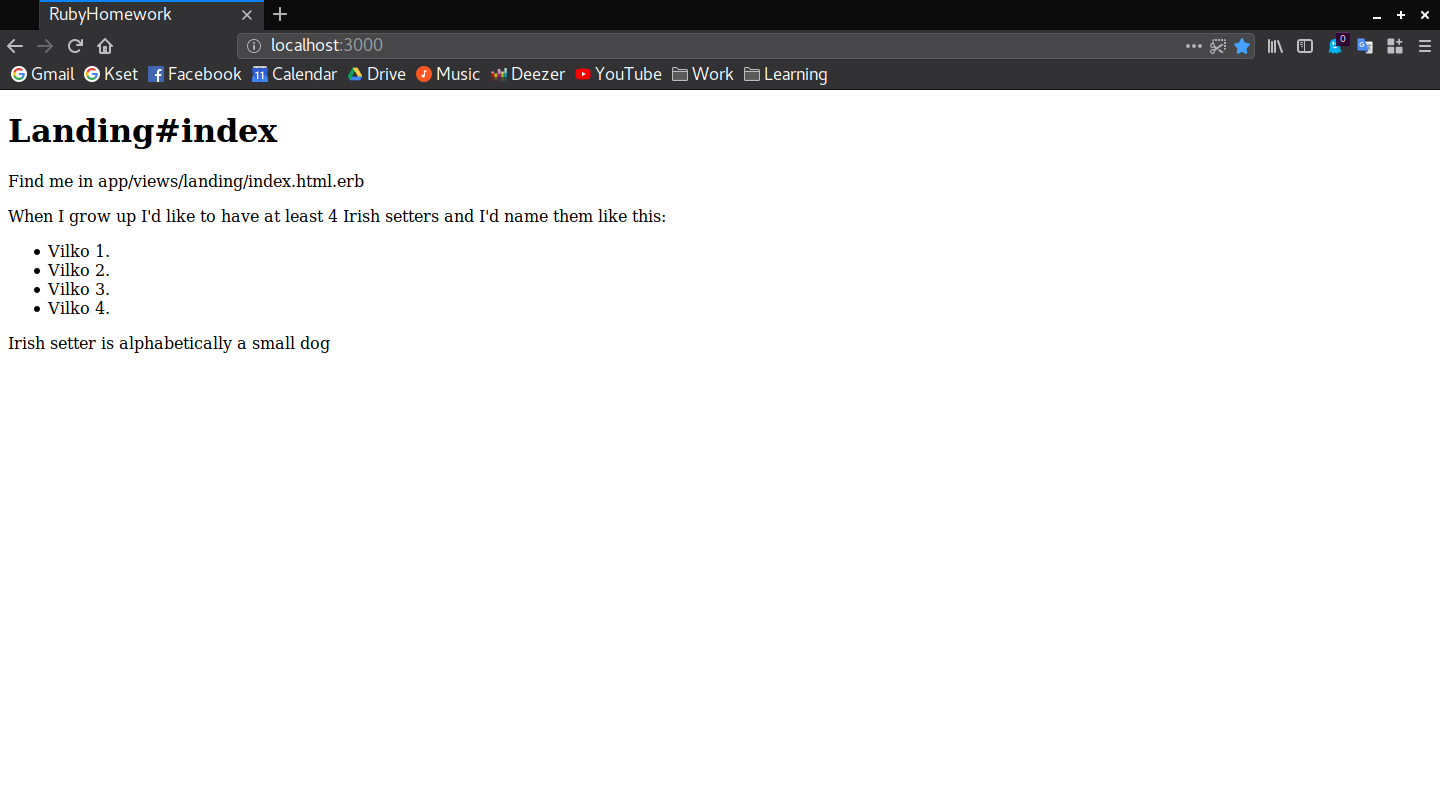 RubyHomework
localhost:3000
0
Gmail Kset Facebook 11 Calendar Drive Music Deezer YouTube Work Learning
Landing#index
Find me in app/views/landing/index.html.erb
When I grow up I'd like to have at least 4 Irish setters and I'd name them like this:
• Vilko 1.
• Vilko 2.
• Vilko 3.
• Vilko 4.
Irish setter is alphabetically a small dog